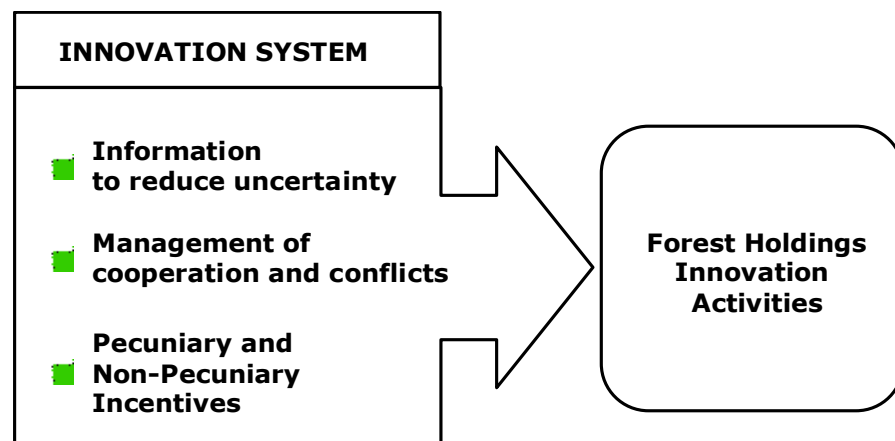 INNOVATION SYSTEM
Information
to reduce uncertainty
Management of
cooperation and conflicts
Pecuniary and
Non-Pecuniary
Incentives
Forest Holdings
Innovation
Activities